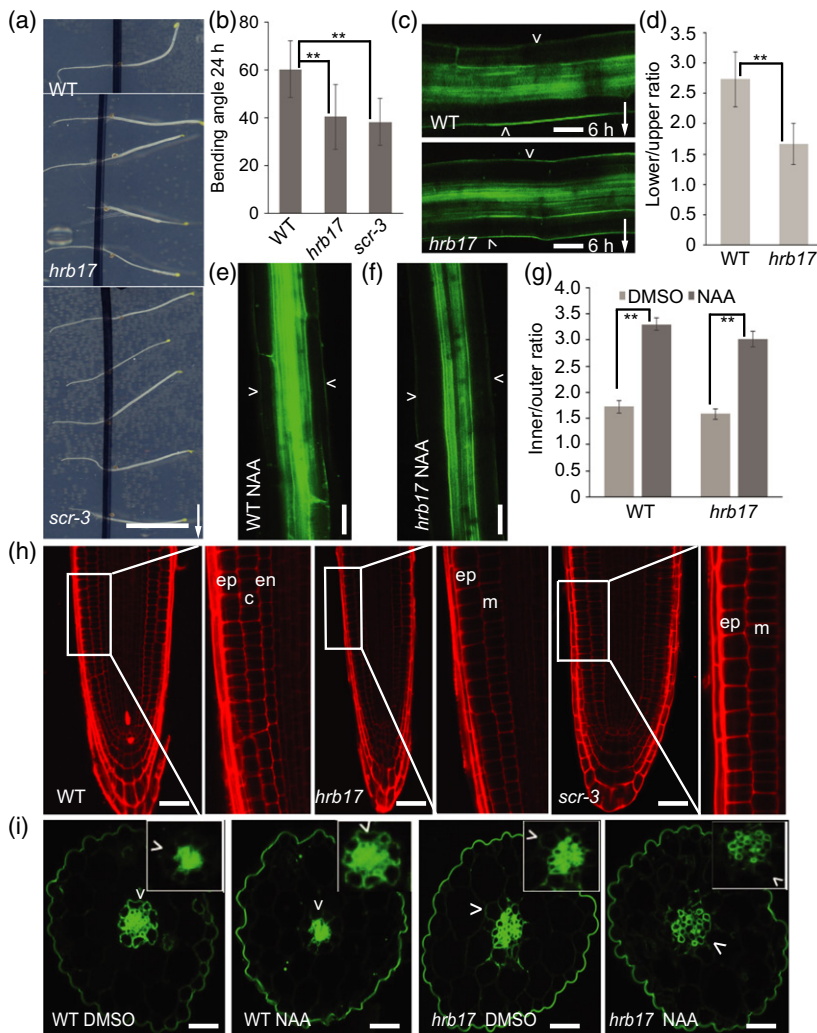 (a)
WT
hrb17
scr-3
(b)
Bending angle 24 h
80
60
40
20
0
**
**
WT
hrb17
scr-3
(c)
WT
6 h
hrb17
6 h
(d)
Lower/upper ratio
3.5
3.0
2.5
2.0
1.5
1.0
.5
0
**
WT
hrb17
(e)
WT NAA
(f)
hrb17 NAA
(g)
Inner/outer ratio
4.0
3.5
3.0
2.5
2.0
1.5
1.0
.5
0
DMSO
NAA
**
**
WT
hrb17
(h)
WT
ep
en
c
hrb17
ep
m
scr-3
ep
m
(i)
WT DMSO
WT NAA
hrb17 DMSO
hrb17 NAA